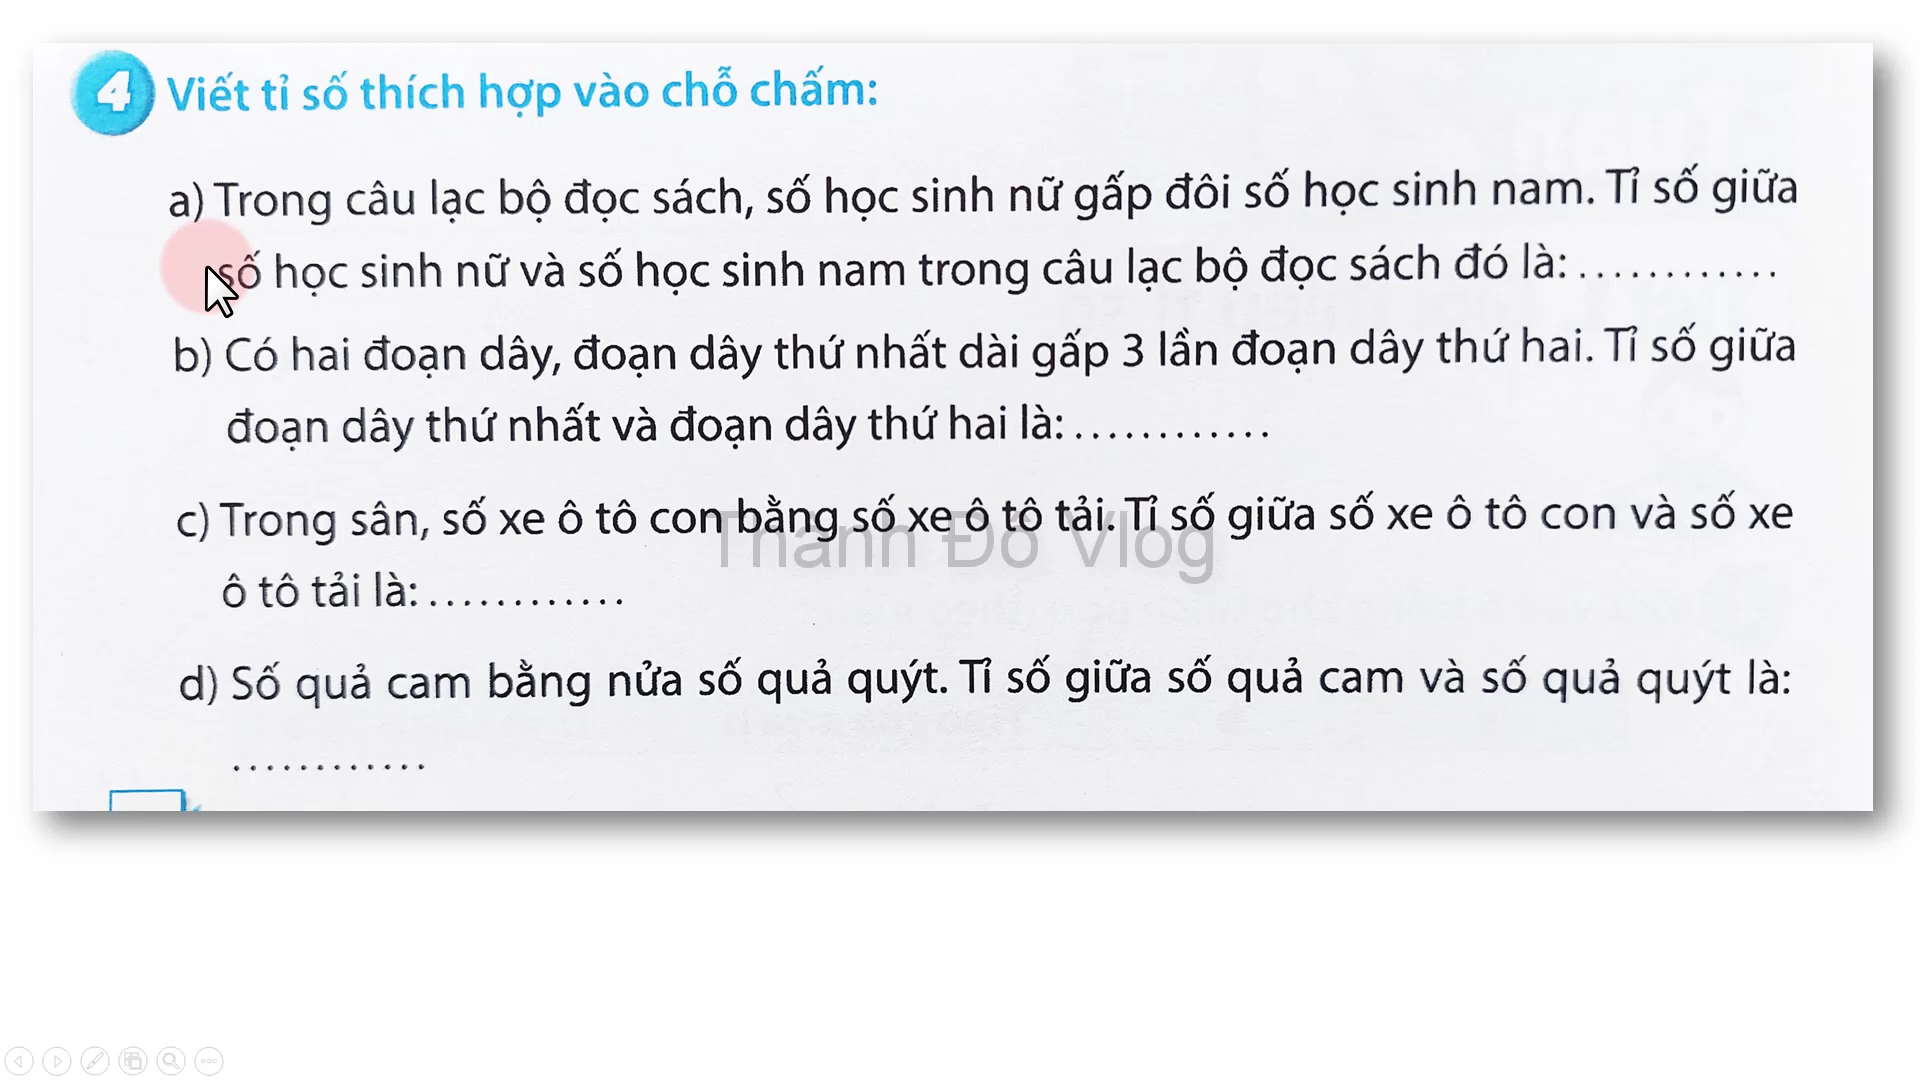 4 Viết tỉ số thích hợp vào chỗ chấm:
a) Trong câu lạc bộ đọc sách, số học sinh nữ gấp đôi số học sinh nam. Tỉ số giữa
số học sinh nữ và số học sinh nam trong câu lạc bộ đọc sách đó là: ............
b) Có hai đoạn dây, đoạn dây thứ nhất dài gấp 3 lần đoạn dây thứ hai. Tỉ số giữa
đoạn dây thứ nhất và đoạn dây thứ hai là: ............
c) Trong sân, số xe ô tô con bằng số xe ô tô tải. Tỉ số giữa số xe ô tô con và số xe
Thành Đô Vlog
ô tô tải là: ............
d) Số quả cam bằng nửa số quả quýt. Tỉ số giữa số quả cam và số quả quýt là:
............